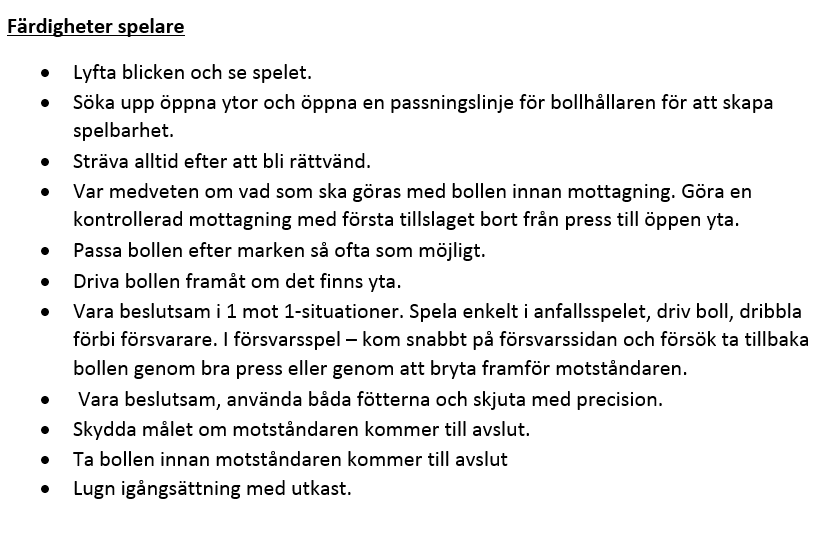 Färdigheter spelare
• Lyfta blicken och se spelet.
• Söka upp öppna ytor och öppna en passningslinje för bollhållaren för att skapa
spelbarhet.
• Sträva alltid efter att bli rättvänd.
• Var medveten om vad som ska göras med bollen innan mottagning. Göra en
kontrollerad mottagning med första tillslaget bort från press till öppen yta.
• Passa bollen efter marken så ofta som möjligt.
• Driva bollen framåt om det finns yta.
• Vara beslutsam i 1 mot 1-situationer. Spela enkelt i anfallsspelet, driv boll, dribbla
förbi försvarare. I försvarsspel – kom snabbt på försvarssidan och försök ta tillbaka
bollen genom bra press eller genom att bryta framför motståndaren.
• Vara beslutsam, använda båda fötterna och skjuta med precision.
• Skydda målet om motståndaren kommer till avslut.
• Ta bollen innan motståndaren kommer till avslut
• Lugn igångsättning med utkast.